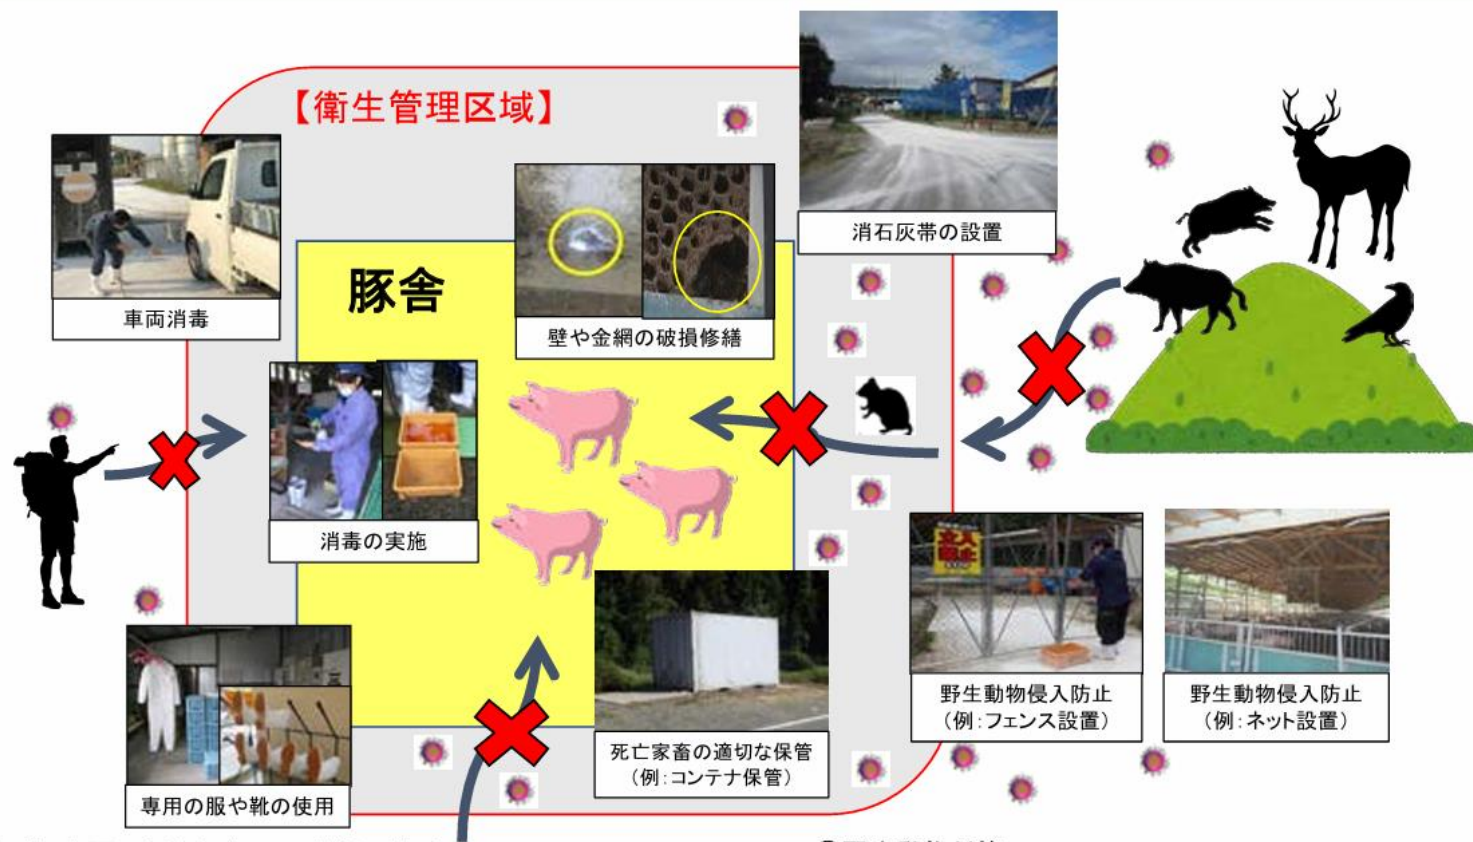 【衛生管理区域】
車両消毒
豚舎
壁や金網の破損修繕
消石灰帯の設置
消毒の実施
立入
禁止
専用の服や靴の使用
死亡家畜の適切な保管
（例：コンテナ保管）
野生動物侵入防止
（例：フェンス設置）
野生動物侵入防止
（例：ネット設置）